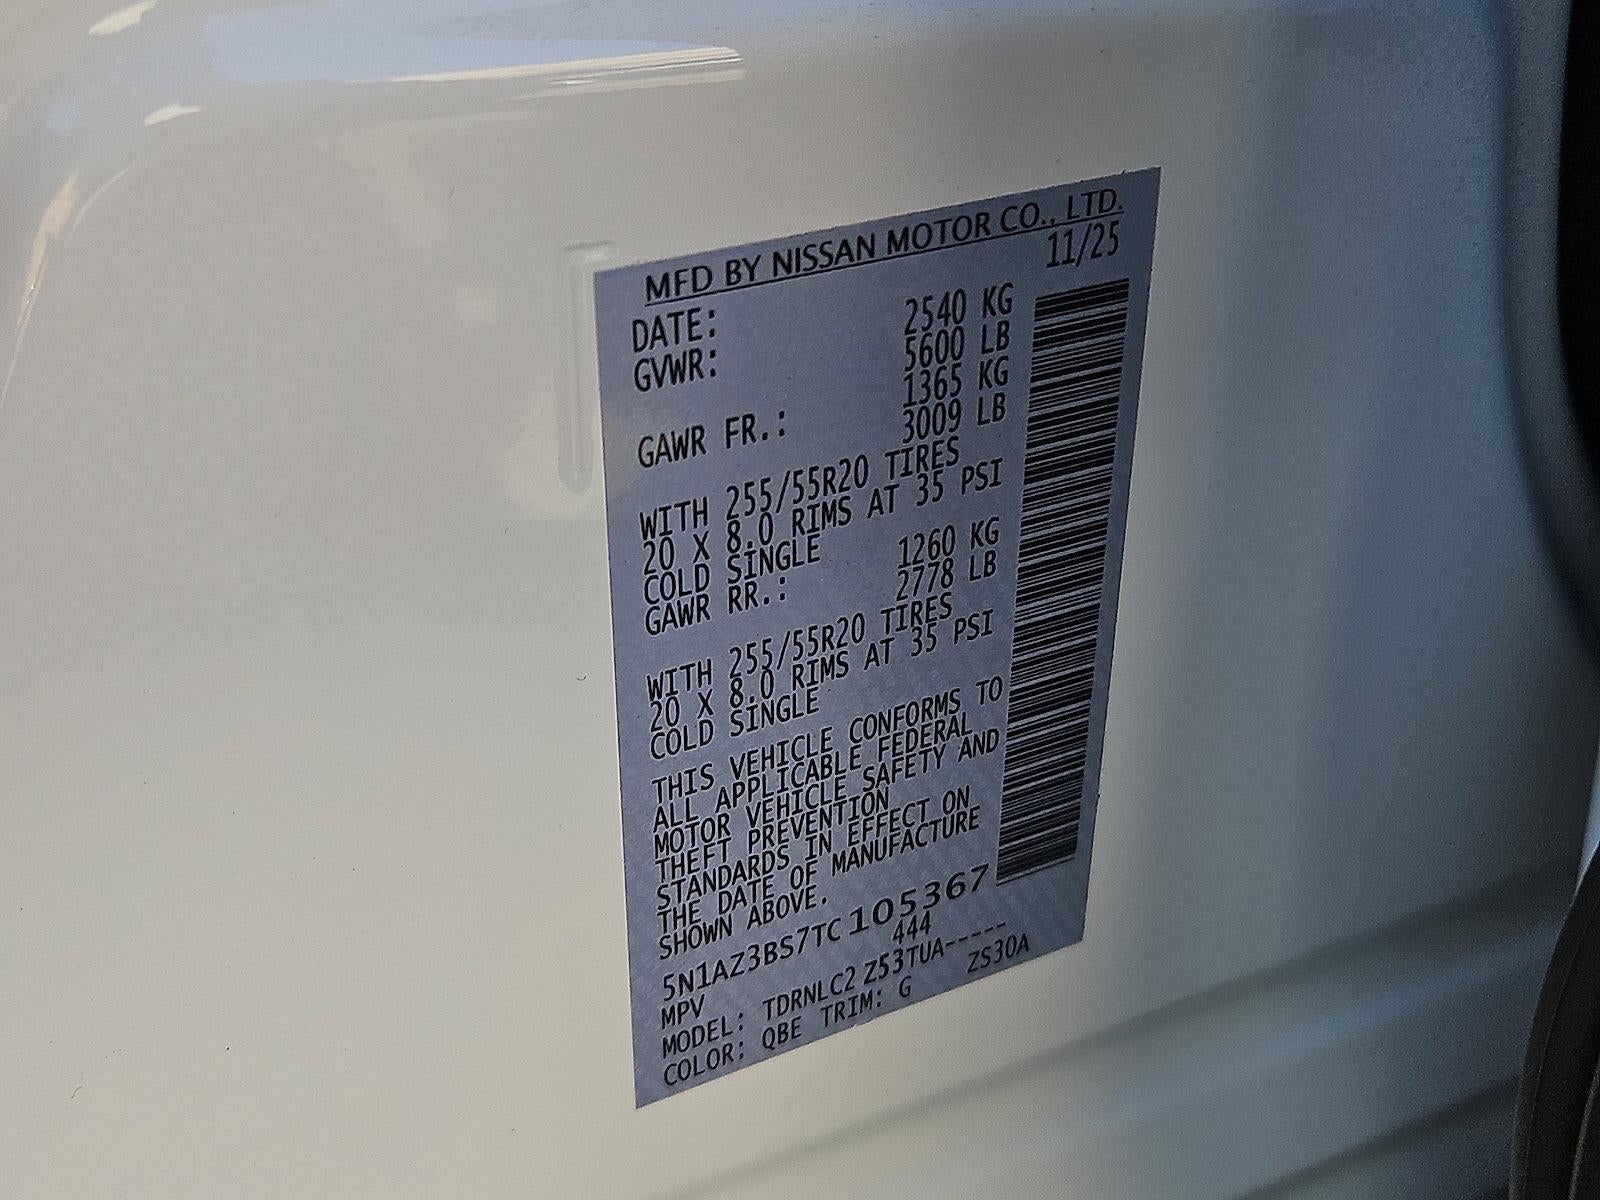 MFD BY NISSAN MOTOR CO., LTD.
DATE: 11/25
GVWR: 2540 KG
5600 LB
GAWR FR.: 1365 KG
3009 LB
WITH 255/55R20 TIRES
20 X 8.0 RIMS AT 35 PSI
COLD SINGLE
GAWR RR.: 1260 KG
2778 LB
WITH 255/55R20 TIRES
20 X 8.0 RIMS AT 35 PSI
COLD SINGLE
THIS VEHICLE CONFORMS TO
ALL APPLICABLE FEDERAL
MOTOR VEHICLE SAFETY AND
THEFT PREVENTION
STANDARDS IN EFFECT ON
THE DATE OF MANUFACTURE
SHOWN ABOVE.
5N1AZ3BS7TC105367
MPV 444
MODEL: TDRNLC2 Z53TUA-----
COLOR: QBE TRIM: G ZS30A